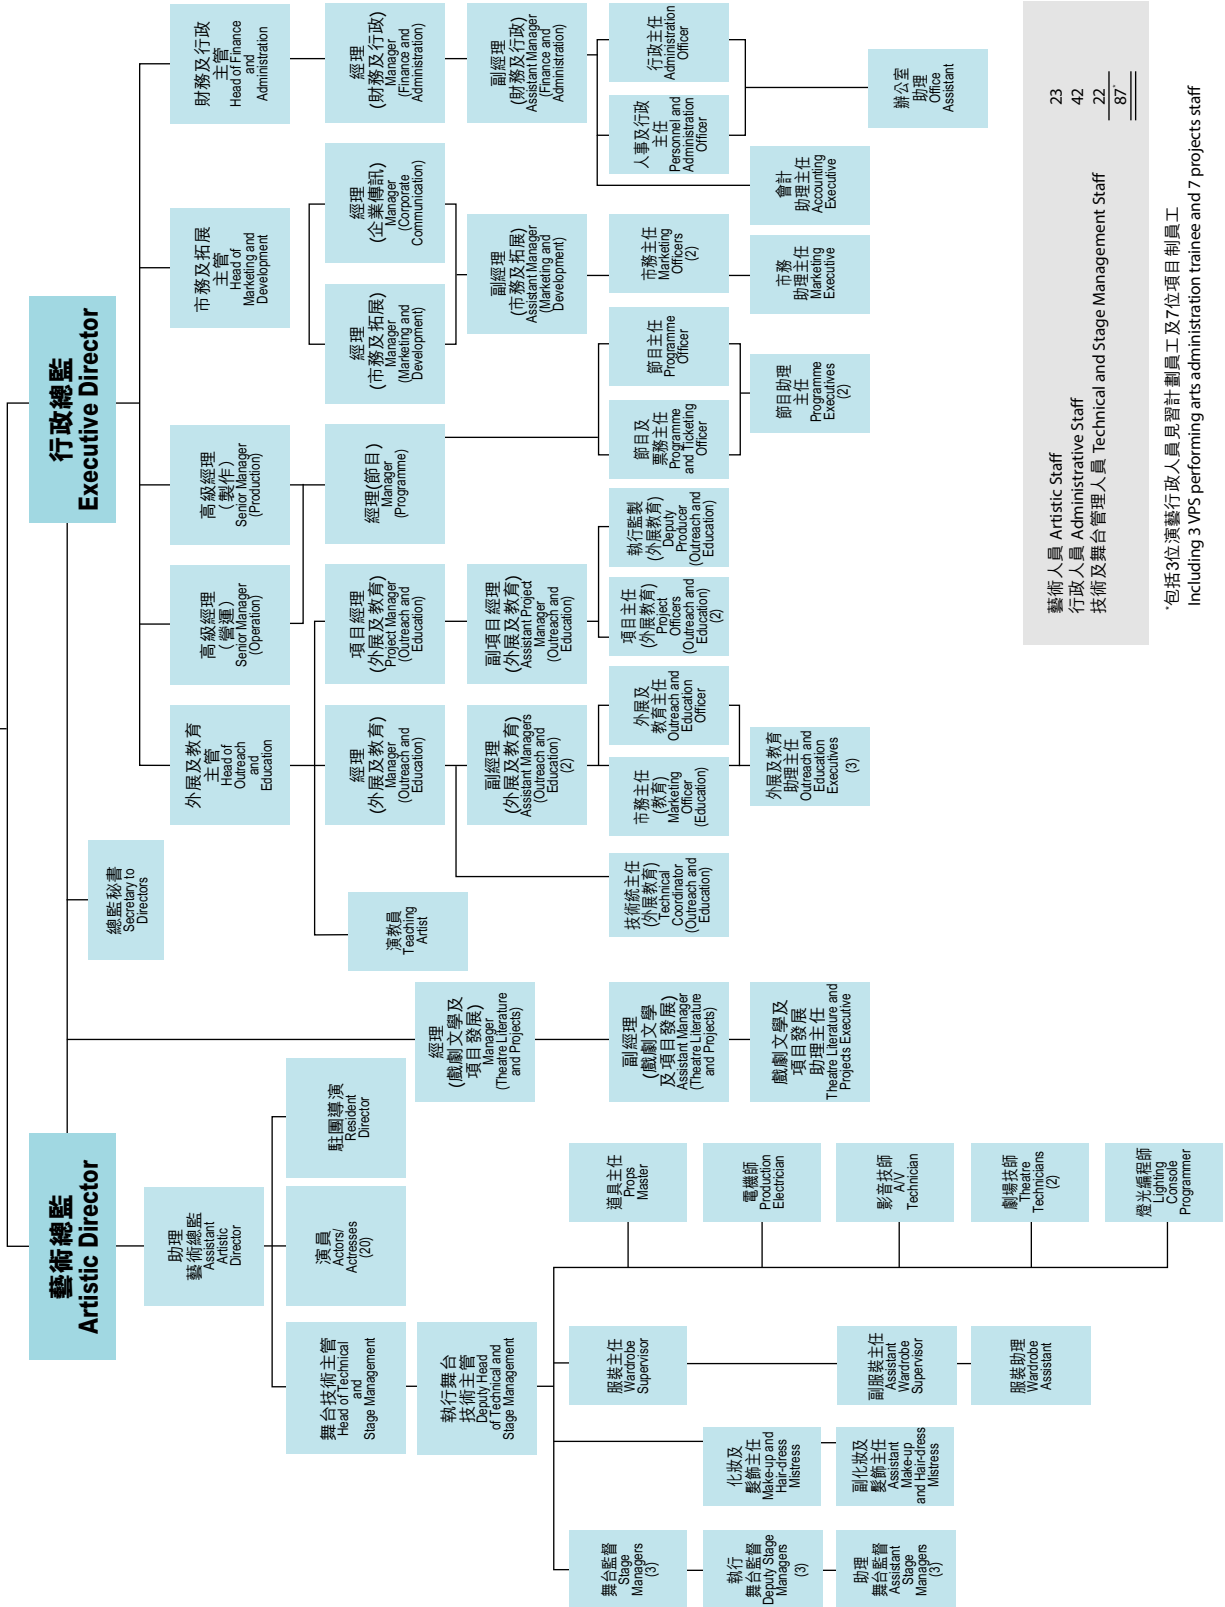 藝術總監
Artistic Director
行政總監
Executive Director
總監秘書
Secretary to
Directors
助理
藝術總監
Assistant
Artistic
Director
舞台技術主管
Head of Technical
and
Stage Management
演員
Actors/
Actresses
(20)
駐團導演
Resident
Director
執行舞台
技術主管
Deputy Head
of Technical and
Stage Management
舞台監督
Stage
Managers
(3)
執行
舞台監督
Deputy Stage
Managers
(3)
助理
舞台監督
Assistant
Stage
Managers
(3)
化妝及
髮飾主任
Make-up and
Hair-dress
Mistress
副化妝及
髮飾主任
Assistant
Make-up
and Hair-dress
Mistress
服裝主任
Wardrobe
Supervisor
副服裝主任
Assistant
Wardrobe
Supervisor
服裝助理
Wardrobe
Assistant
道具主任
Props
Master
電機師
Production
Electrician
影音技師
A/V
Technician
劇場技師
Theatre
Technicians
(2)
燈光編程師
Lighting
Console
Programmer
經理
(戲劇文學及
項目發展)
Manager
(Theatre Literature
and Projects)
副經理
(戲劇文學
及項目發展)
Assistant Manager
(Theatre Literature
and Projects)
戲劇文學及
項目發展
助理主任
Theatre Literature and
Projects Executive
外展及教育
主管
Head of
Outreach
and
Education
演教員
Teaching
Artist
經理
(外展及教育)
Manager
(Outreach and
Education)
項目經理
(外展及教育)
Project Manager
(Outreach and
Education)
副經理
(外展及教育)
Assistant Managers
(Outreach and
Education)
(2)
副項目經理
(外展及教育)
Assistant Project
Manager
(Outreach and
Education)
技術統主任
(外展教育)
Technical
Coordinator
(Outreach and
Education)
市務主任
(教育)
Marketing
Officer
(Education)
外展及
教育主任
Outreach and
Education
Officer
項目主任
(外展教育)
Project
Officers
(Outreach and
Education)
(2)
執行監製
(外展教育)
Deputy
Producer
(Outreach and
Education)
外展及教育
助理主任
Outreach and
Education
Executives
(3)
高級經理
(營運)
Senior Manager
(Operation)
高級經理
(製作)
Senior Manager
(Production)
經理(節目)
Manager
(Programme)
節目及
票務主任
Programme
and Ticketing
Officer
節目主任
Programme
Officer
節目助理
主任
Programme
Executives
(2)
市務及拓展
主管
Head of
Marketing and
Development
經理
(市務及拓展)
Manager
(Marketing and
Development)
經理
(企業傳訊)
Manager
(Corporate
Communication)
副經理
(市務及拓展)
Assistant Manager
(Marketing and
Development)
市務主任
Marketing
Officers
(2)
市務
助理主任
Marketing
Executive
財務及行政
主管
Head of Finance
and
Administration
經理
(財務及行政)
Manager
(Finance and
Administration)
副經理
(財務及行政)
Assistant Manager
(Finance and
Administration)
人事及行政
主任
Personnel and
Administration
Officer
行政主任
Administration
Officer
會計
助理主任
Accounting
Executive
辦公室
助理
Office
Assistant
藝術人員 Artistic Staff 23
行政人員 Administrative Staff 42
技術及舞台管理人員 Technical and Stage Management Staff 22
87*
*包括3位演藝行政人員見習計劃員工及7位項目制員工
Including 3 VPS performing arts administration trainee and 7 projects staff